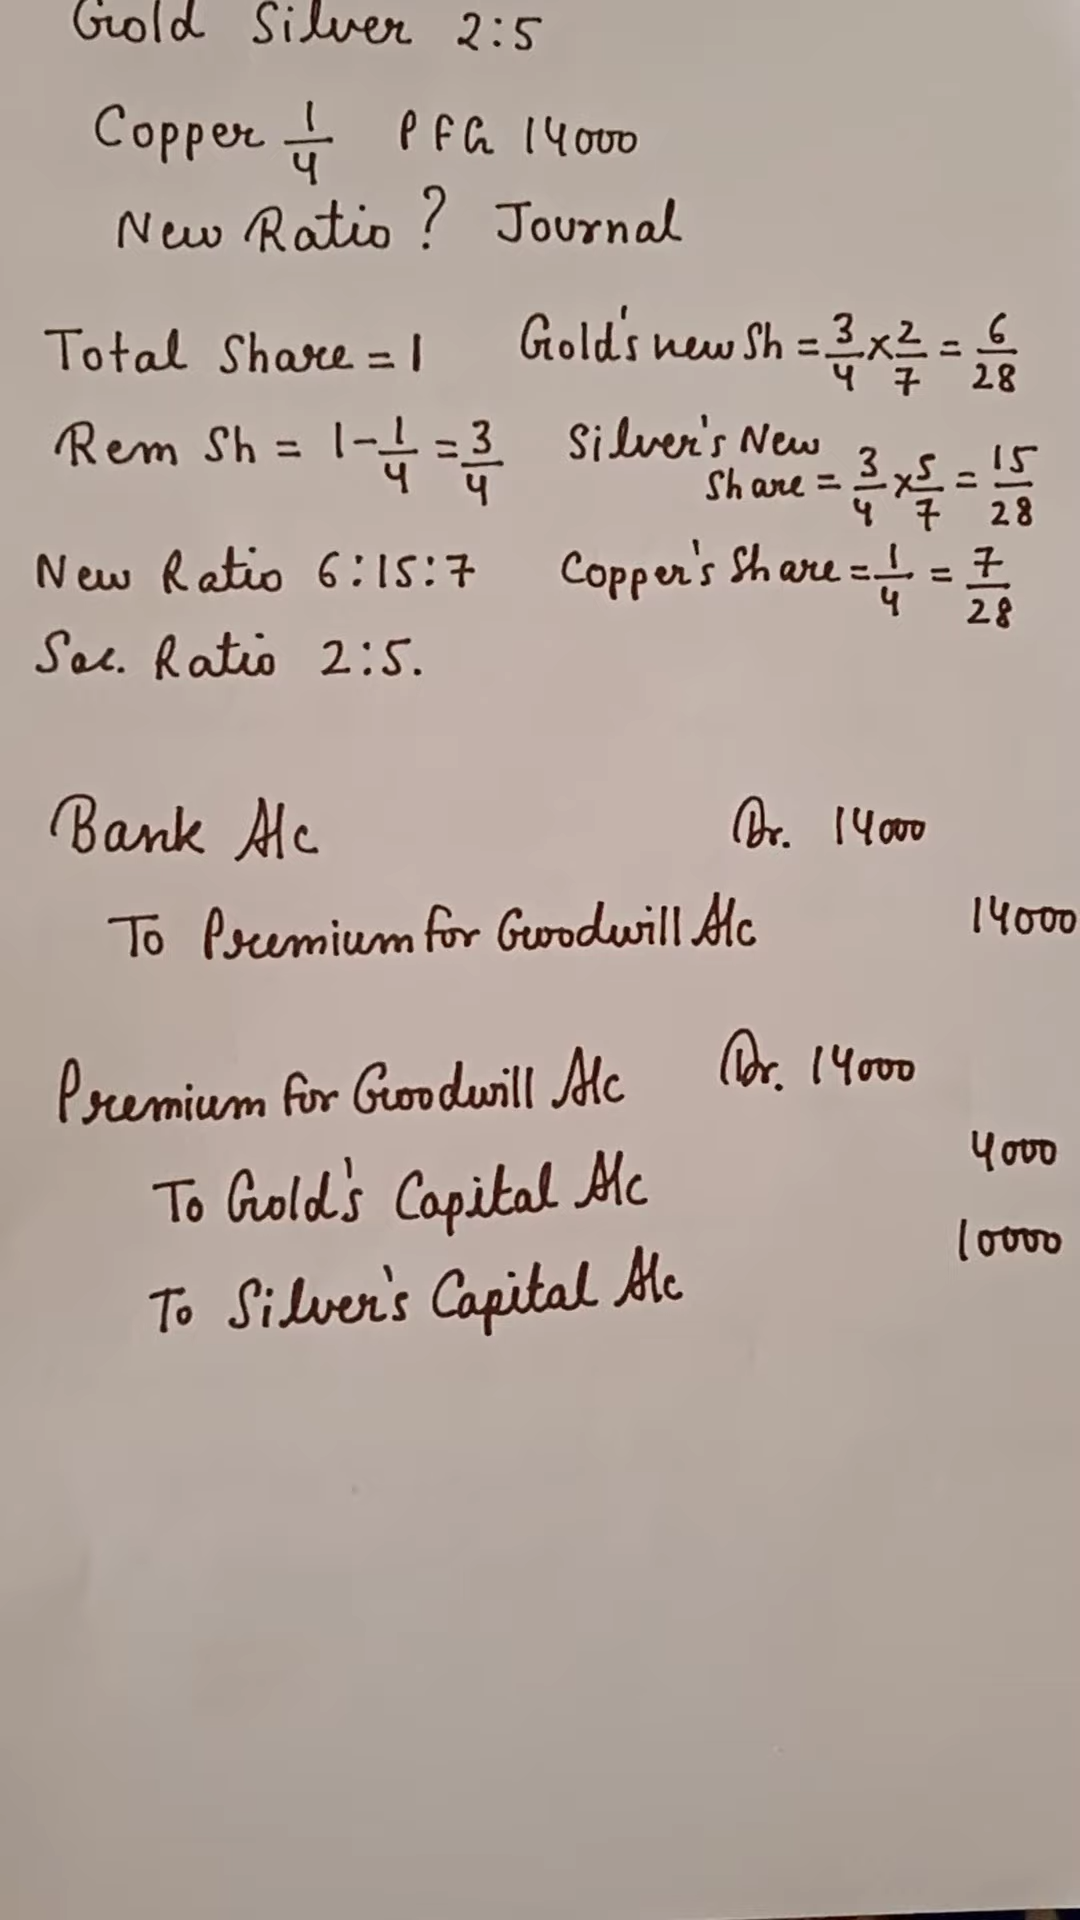 Gold Silver 2:5
Copper 1/4 PFG 14000
New Ratio? Journal
Total Share = 1
Rem Sh = 1-1/4 = 3/4
New Ratio 6:15:7
Sac. Ratio 2:5.
Gold's new Sh = 3/4 x 2/7 = 6/28
Silver's New
Share = 3/4 x 5/7 = 15/28
Copper's Share = 1/4 = 7/28
Bank A/c Dr. 14000
To Premium for Goodwill A/c 14000
Premium for Goodwill A/c Dr. 14000
To Gold's Capital A/c 4000
To Silver's Capital A/c 10000